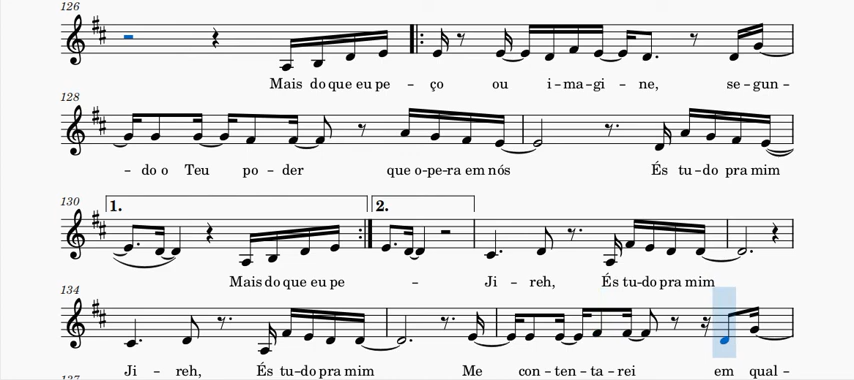 126
Mais do que eu pe - ço ou i - ma - gi - ne, se - gun -
128
- do o Teu po - der que o-pe-ra em nós És tu-do pra mim
130
1. 2.
Mais do que eu pe - Ji - reh, És tu-do pra mim
134
Ji - reh, És tu-do pra mim Me con - ten - ta - rei em qual -